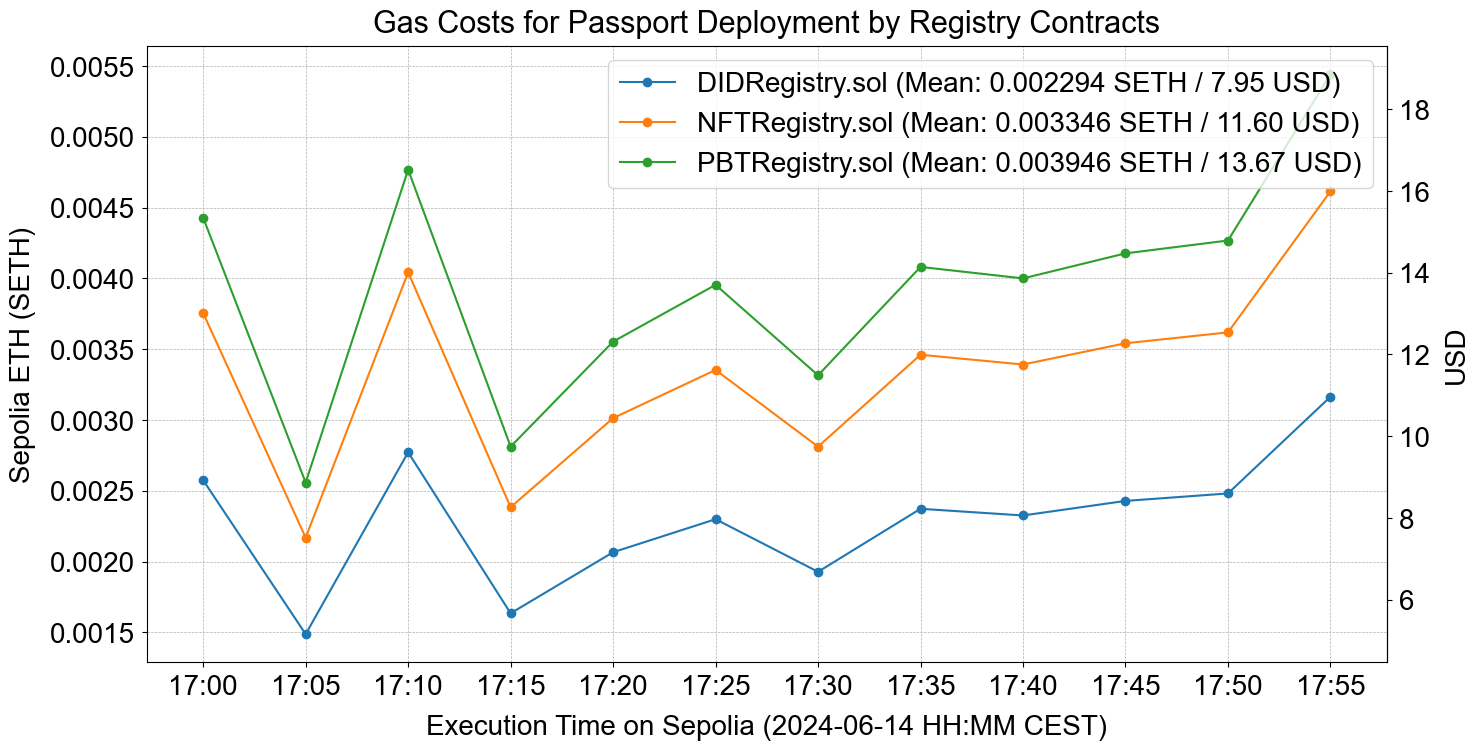 Gas Costs for Passport Deployment by Registry Contracts
DIDRegistry.sol (Mean: 0.002294 SETH / 7.95 USD)
NFTRegistry.sol (Mean: 0.003346 SETH / 11.60 USD)
PBTRegistry.sol (Mean: 0.003946 SETH / 13.67 USD)
Sepolia ETH (SETH)
0.0055
0.0050
0.0045
0.0040
0.0035
0.0030
0.0025
0.0020
0.0015
18
16
14
12
10
8
6
USD
17:00 17:05 17:10 17:15 17:20 17:25 17:30 17:35 17:40 17:45 17:50 17:55
Execution Time on Sepolia (2024-06-14 HH:MM CEST)